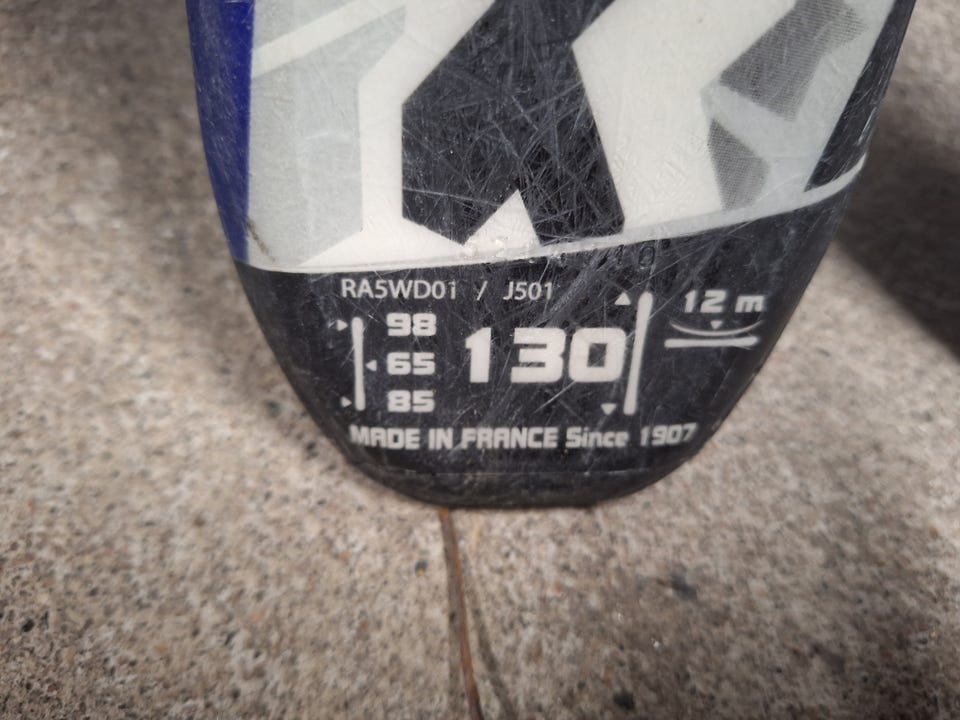 RA5WD01 / J501
98
65
85
130
12 m
MADE IN FRANCE Since 1907